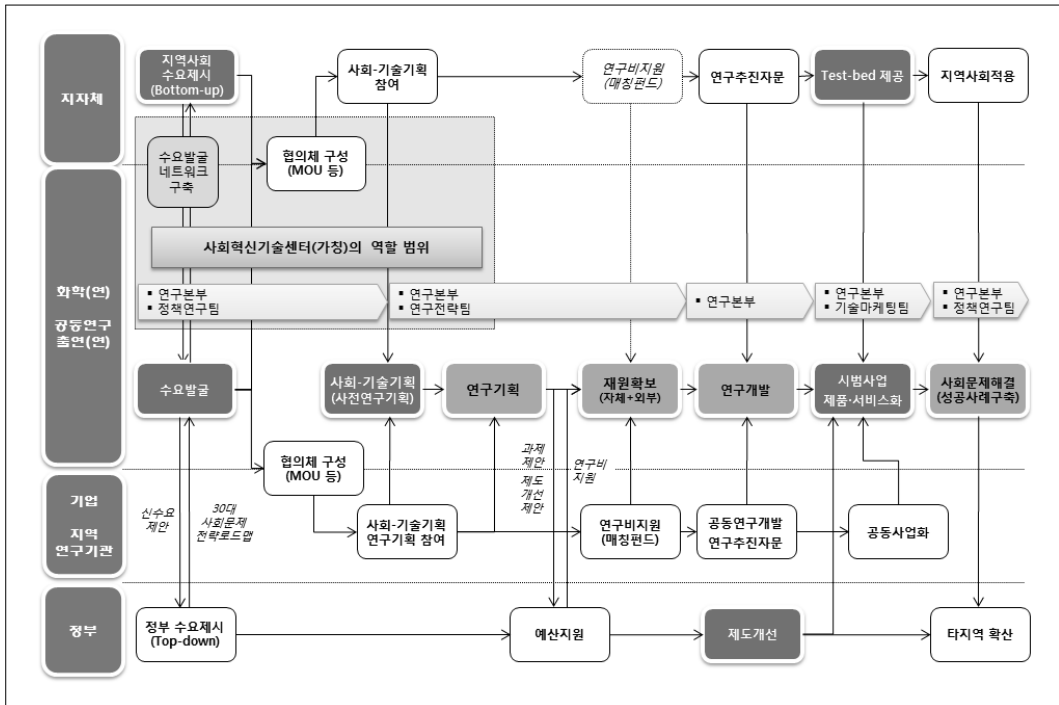 지자체
지역사회
수요제시
(Bottom-up)
사회-기술기획
참여
연구비지원
(매칭펀드)
연구추진자문
Test-bed 제공
지역사회적용
수요발굴
네트워크
구축
협의체 구성
(MOU 등)
사회혁신기술센터(가칭)의 역할 범위
화학(연)
공동연구
출연(연)
▪ 연구본부
▪ 정책연구팀
▪ 연구본부
▪ 연구전략팀
▪ 연구본부
▪ 연구본부
▪ 기술마케팅팀
▪ 연구본부
▪ 정책연구팀
수요발굴
사회-기술기획
(사전연구기획)
연구기획
재원확보
(자체+외부)
연구개발
시범사업
제품·서비스화
사회문제해결
(성공사례구축)
협의체 구성
(MOU 등)
과제
제안
제도
개선
제안
연구비
지원
기업
지역
연구기관
신수요
제안
30대
사회문제
전략로드맵
사회-기술기획
연구기획 참여
연구비지원
(매칭펀드)
공동연구개발
연구추진자문
공동사업화
정부
정부 수요제시
(Top-down)
예산지원
제도개선
타지역 확산